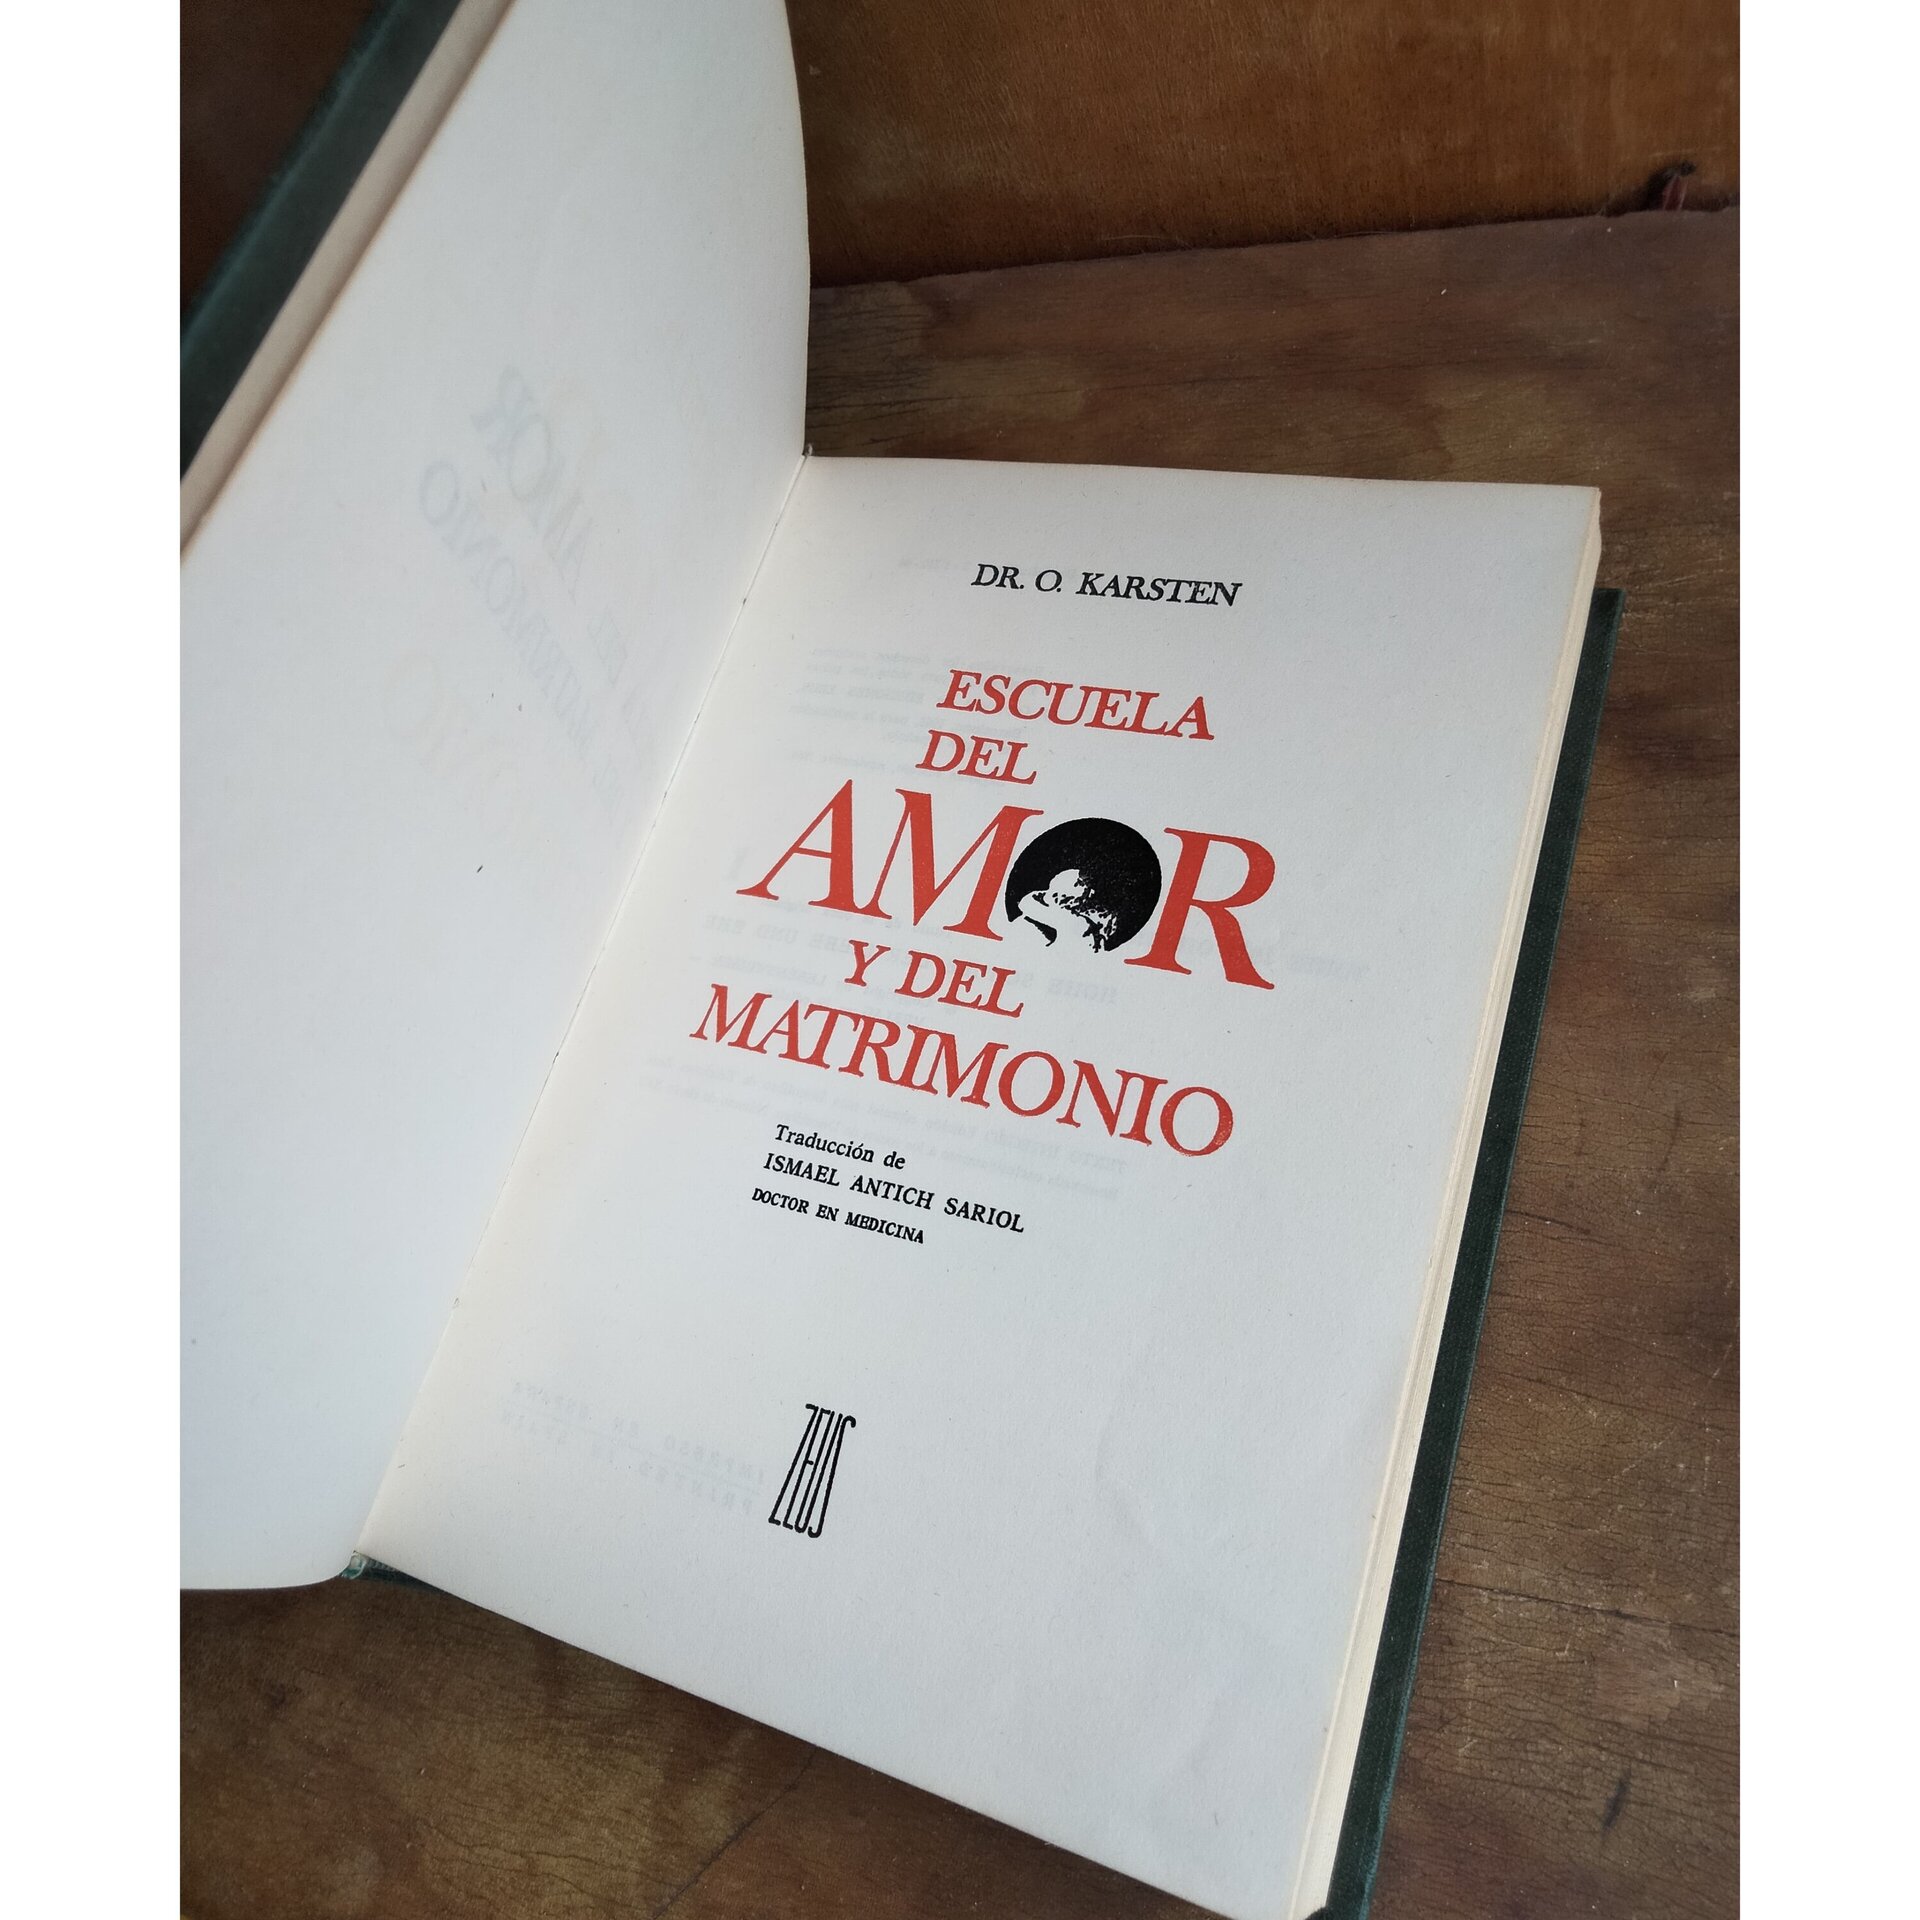 DR. O. KARSTEN
ESCUELA
DEL
AMOR
Y DEL
MATRIMONIO
Traducción de
ISMAEL ANTICH SARIOL
DOCTOR EN MEDICINA
ZEUS